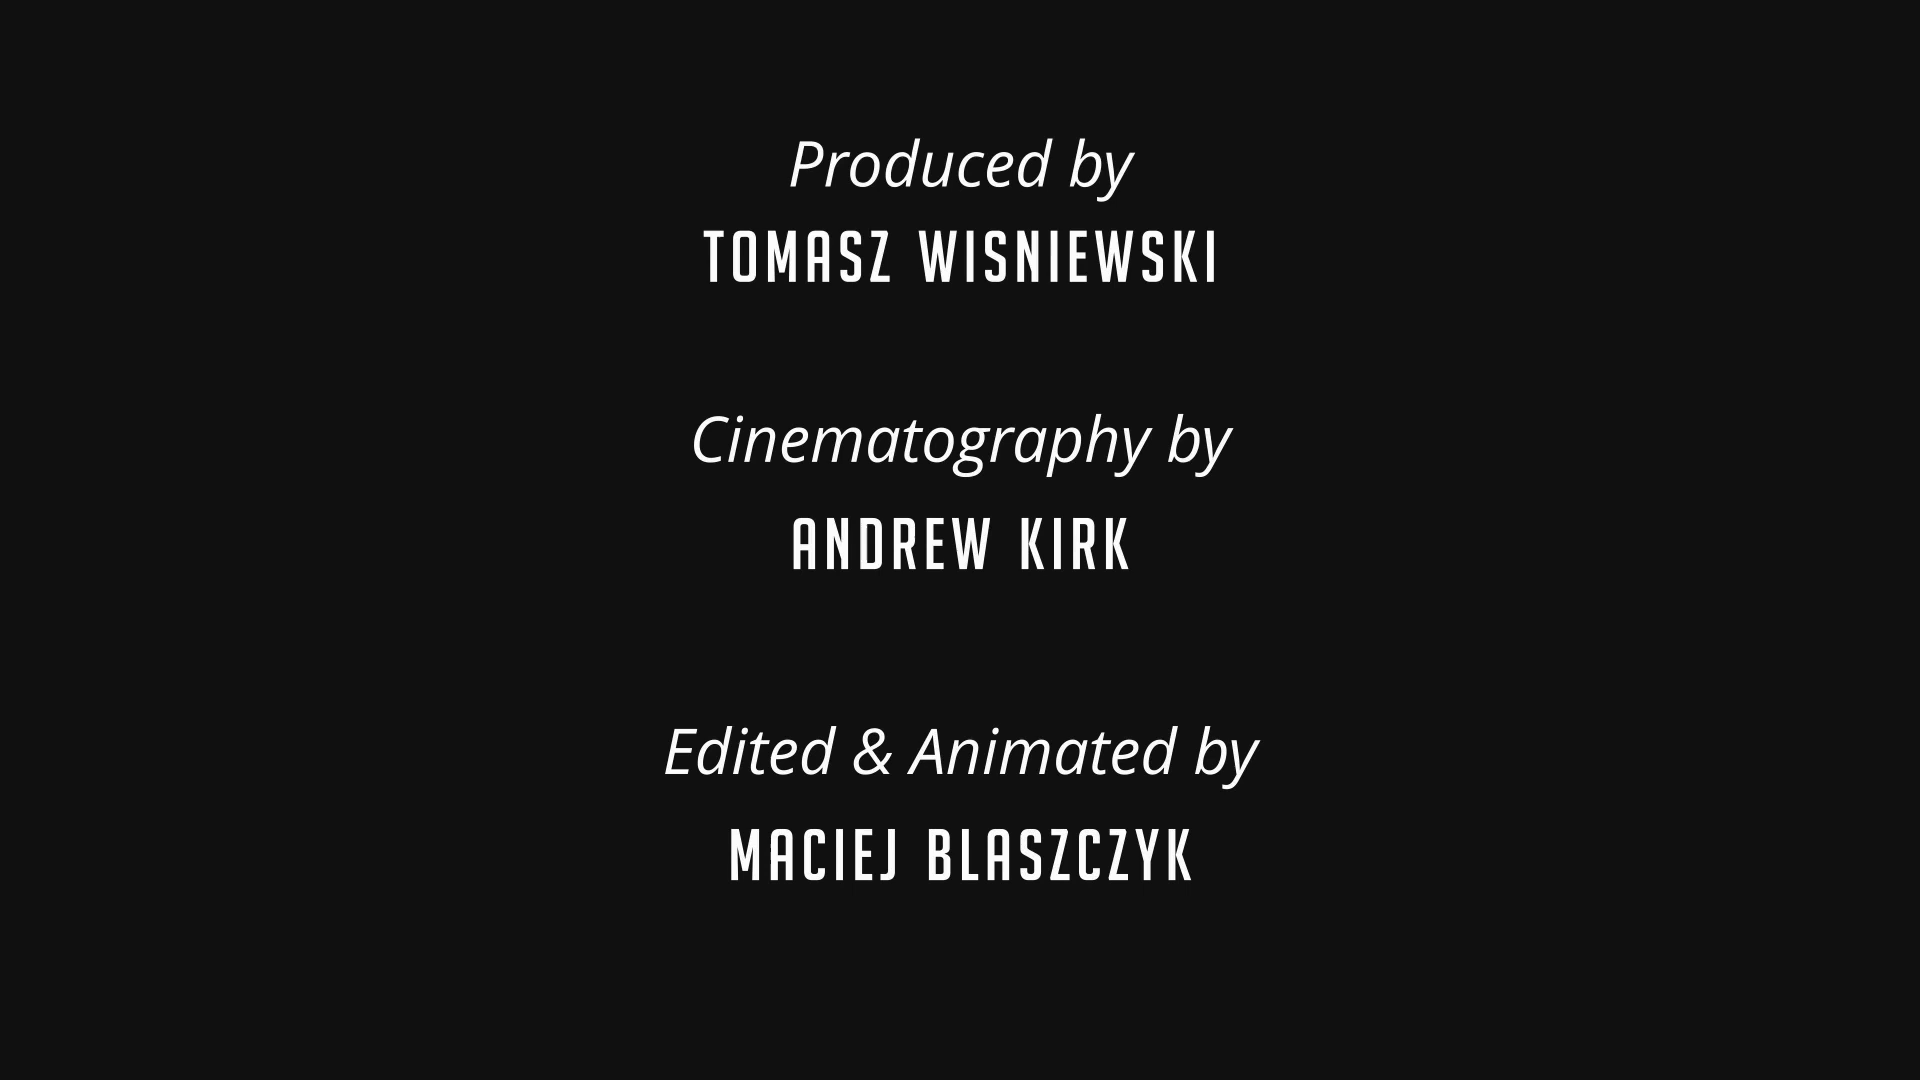 Produced by
TOMASZ WISNIEWSKI
Cinematography by
ANDREW KIRK
Edited & Animated by
MACIEJ BLASZCZYK